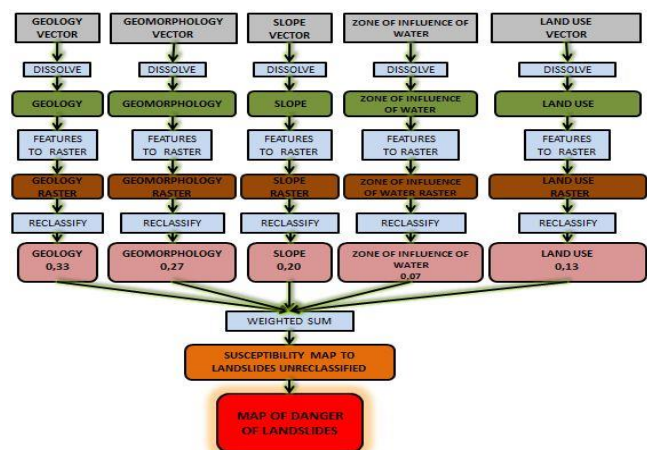 GEOLOGY
VECTOR
GEOMORPHOLOGY
VECTOR
SLOPE
VECTOR
ZONE OF INFLUENCE OF
WATER
LAND USE
VECTOR
DISSOLVE
DISSOLVE
DISSOLVE
DISSOLVE
DISSOLVE
GEOLOGY
GEOMORPHOLOGY
SLOPE
ZONE OF INFLUENCE
OF WATER
LAND USE
FEATURES
TO RASTER
FEATURES
TO RASTER
FEATURES
TO RASTER
FEATURES
TO RASTER
FEATURES
TO RASTER
GEOLOGY
RASTER
GEOMORPHOLOGY
RASTER
SLOPE
RASTER
ZONE OF INFLUENCE
OF WATER RASTER
LAND USE
RASTER
RECLASSIFY
RECLASSIFY
RECLASSIFY
RECLASSIFY
RECLASSIFY
GEOLOGY
0,33
GEOMORPHOLOGY
0,27
SLOPE
0,20
ZONE OF INFLUENCE OF
WATER
0,07
LAND USE
0,13
WEIGHTED SUM
SUSCEPTIBILITY MAP TO
LANDSLIDES UNRECLASSIFIED
MAP OF DANGER
OF LANDSLIDES